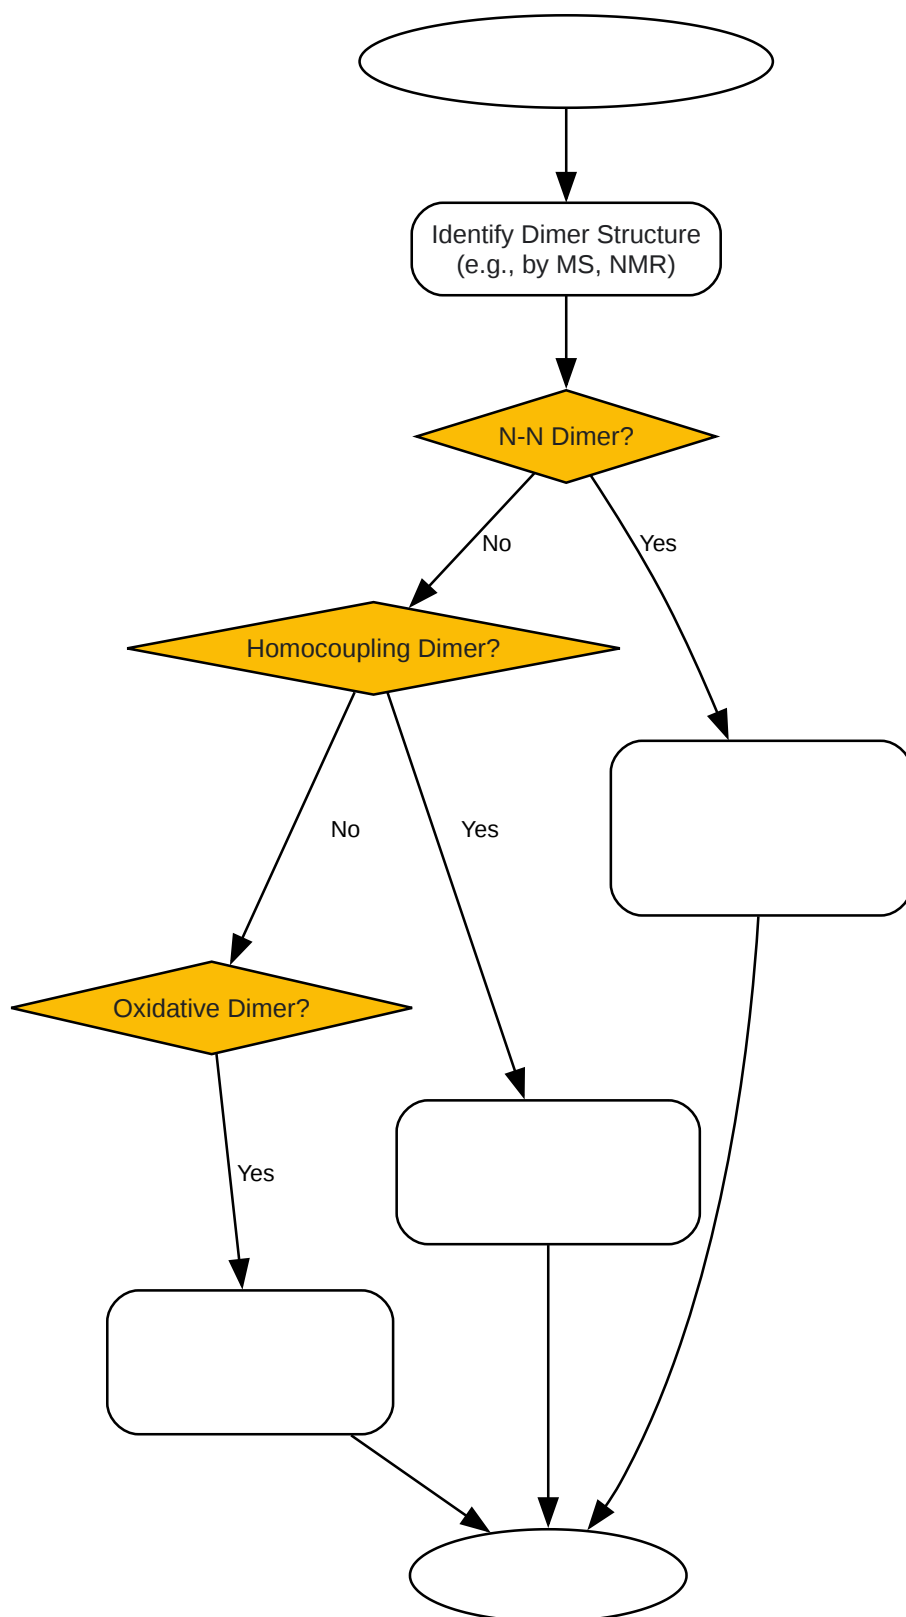 Identify Dimer Structure
(e.g., by MS, NMR)
N-N Dimer?
No
Yes
Homocoupling Dimer?
No
Yes
Oxidative Dimer?
Yes